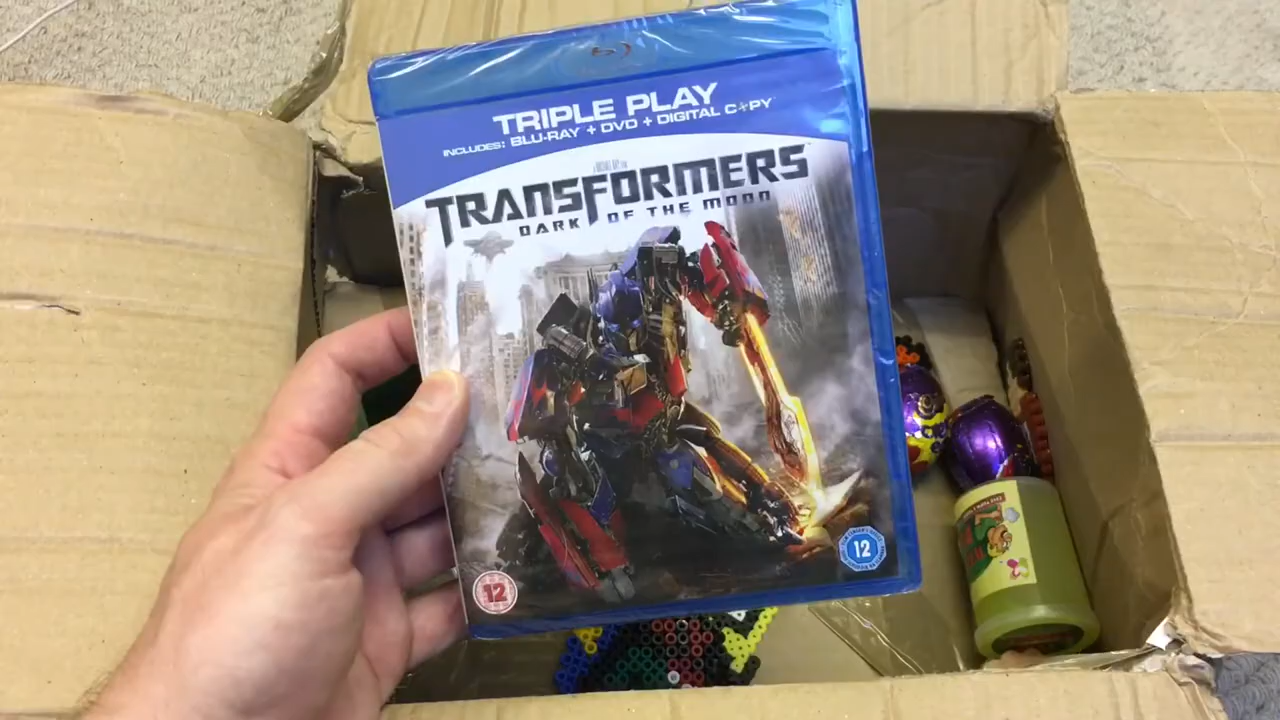 TRIPLE PLAY
INCLUDES: BLU-RAY + DVD + DIGITAL COPY
TRANSFORMERS
DARK OF THE MOON
12
12